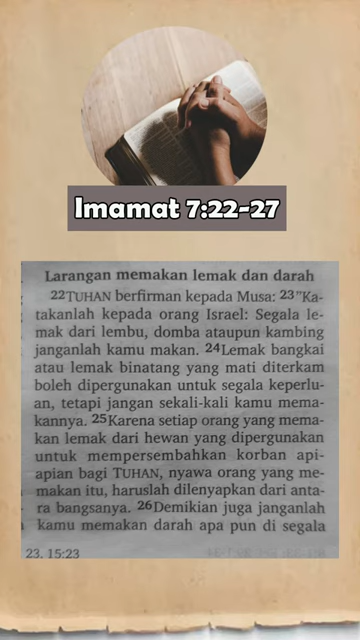 Imamat 7:22-27
Larangan memakan lemak dan darah
22TUHAN berfirman kepada Musa: 23"Ka-
takanlah kepada orang Israel: Segala le-
mak dari lembu, domba ataupun kambing
janganlah kamu makan. 24Lemak bangkai
atau lemak binatang yang mati diterkam
boleh dipergunakan untuk segala keperlu-
an, tetapi jangan sekali-kali kamu mema-
kannya. 25Karena setiap orang yang mema-
kan lemak dari hewan yang dipergunakan
untuk mempersembahkan korban api-
apian bagi TUHAN, nyawa orang yang me-
makan itu, haruslah dilenyapkan dari anta-
ra bangsanya. 26Demikian juga janganlah
kamu memakan darah apa pun di segala
23. 15:23